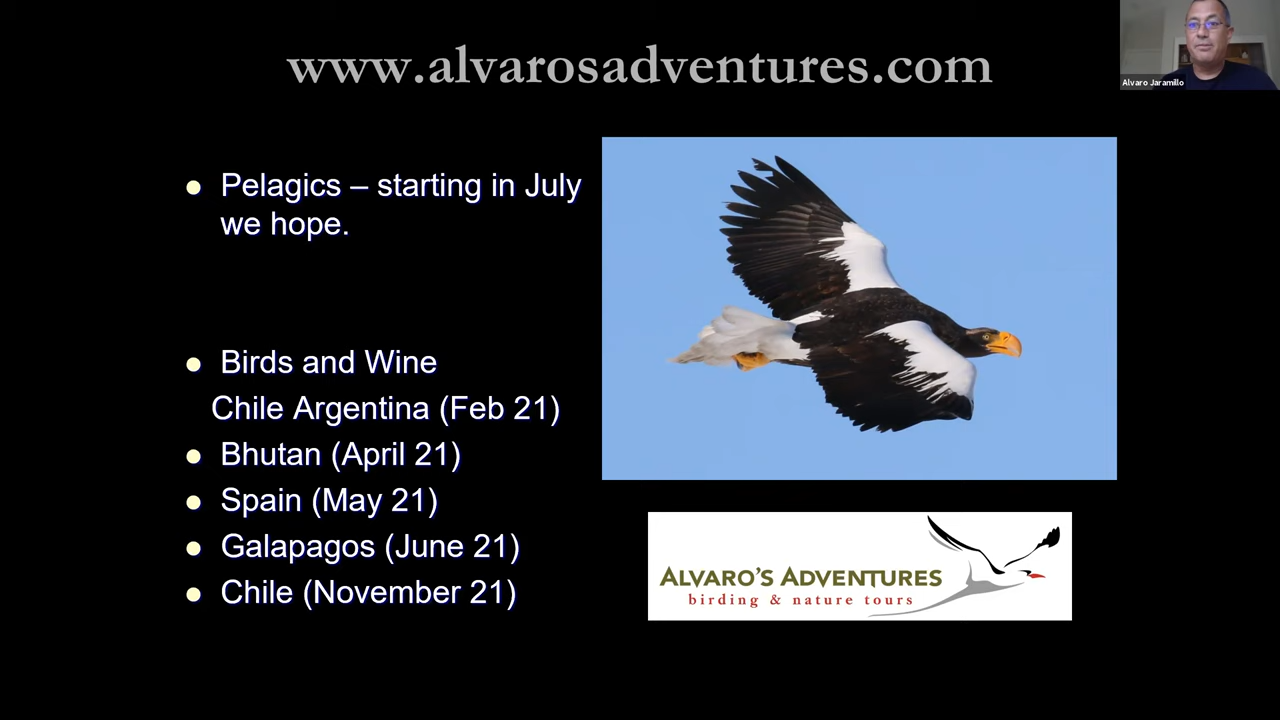 www.alvarosadventures.com
Alvaro Jaramillo
● Pelagics – starting in July
we hope.
● Birds and Wine
Chile Argentina (Feb 21)
● Bhutan (April 21)
● Spain (May 21)
● Galapagos (June 21)
● Chile (November 21)
ALVARO'S ADVENTURES
birding & nature tours